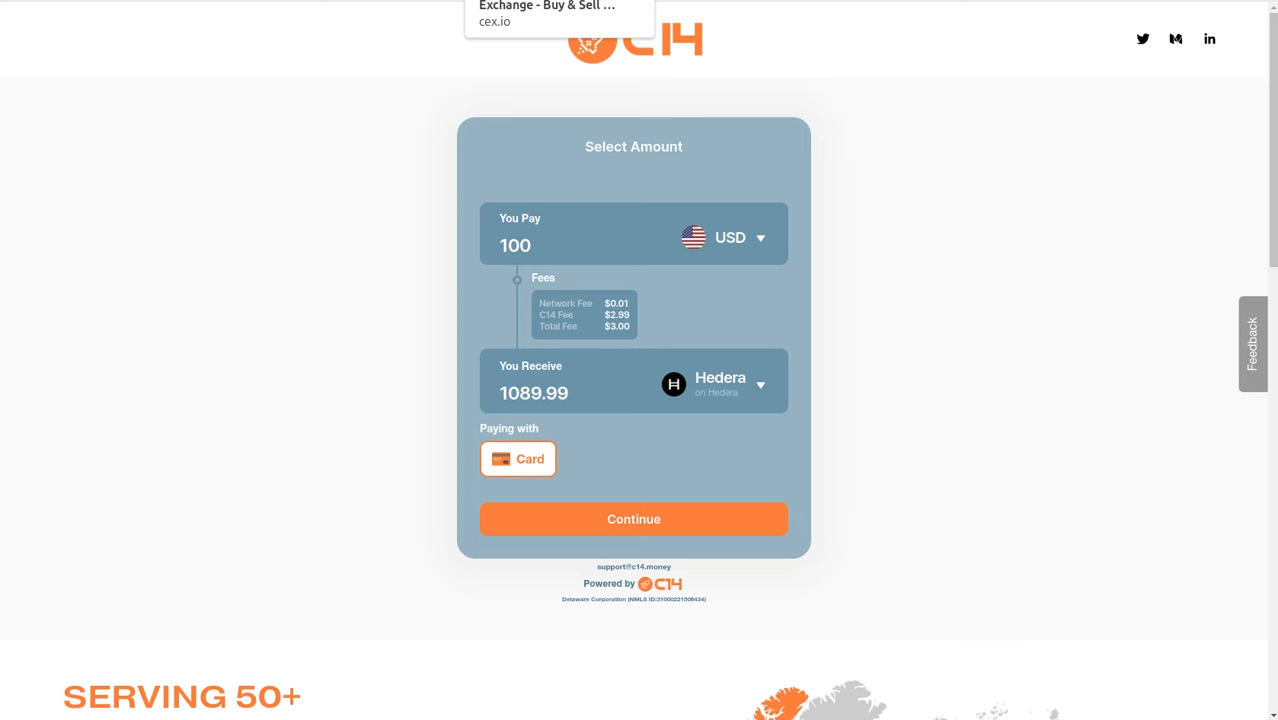 Exchange - Buy & Sell ...
cex.io
C14
Select Amount
You Pay
100
USD
Fees
Network Fee $0.01
C14 Fee $2.99
Total Fee $3.00
You Receive
1089.99
Hedera
on Hedera
Paying with
Card
Continue
support@c14.money
Powered by C14
Delaware Corporation (NMLS ID:31000221506434)
Feedback
SERVING 50+